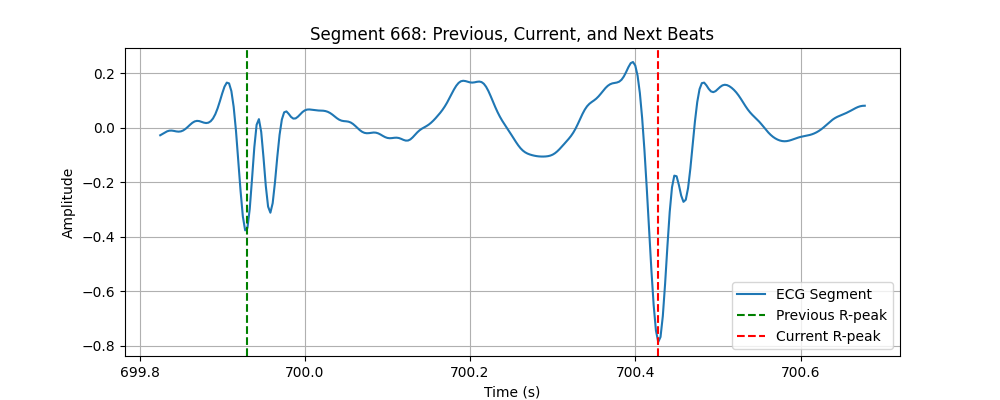 Segment 668: Previous, Current, and Next Beats
Amplitude
0.2
0.0
−0.2
−0.4
−0.6
−0.8
699.8
700.0
700.2
700.4
700.6
Time (s)
ECG Segment
Previous R-peak
Current R-peak